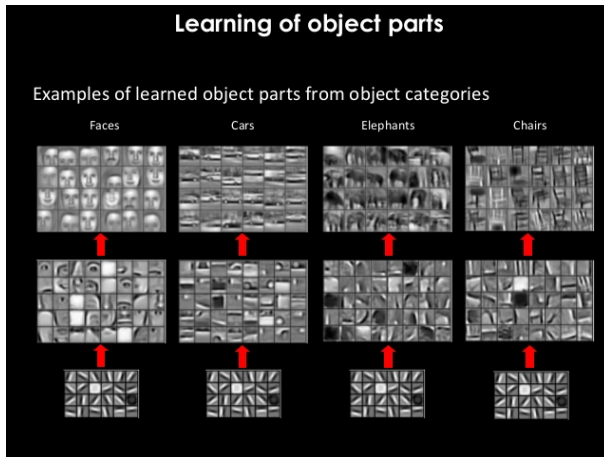 Learning of object parts
Examples of learned object parts from object categories
Faces Cars Elephants Chairs